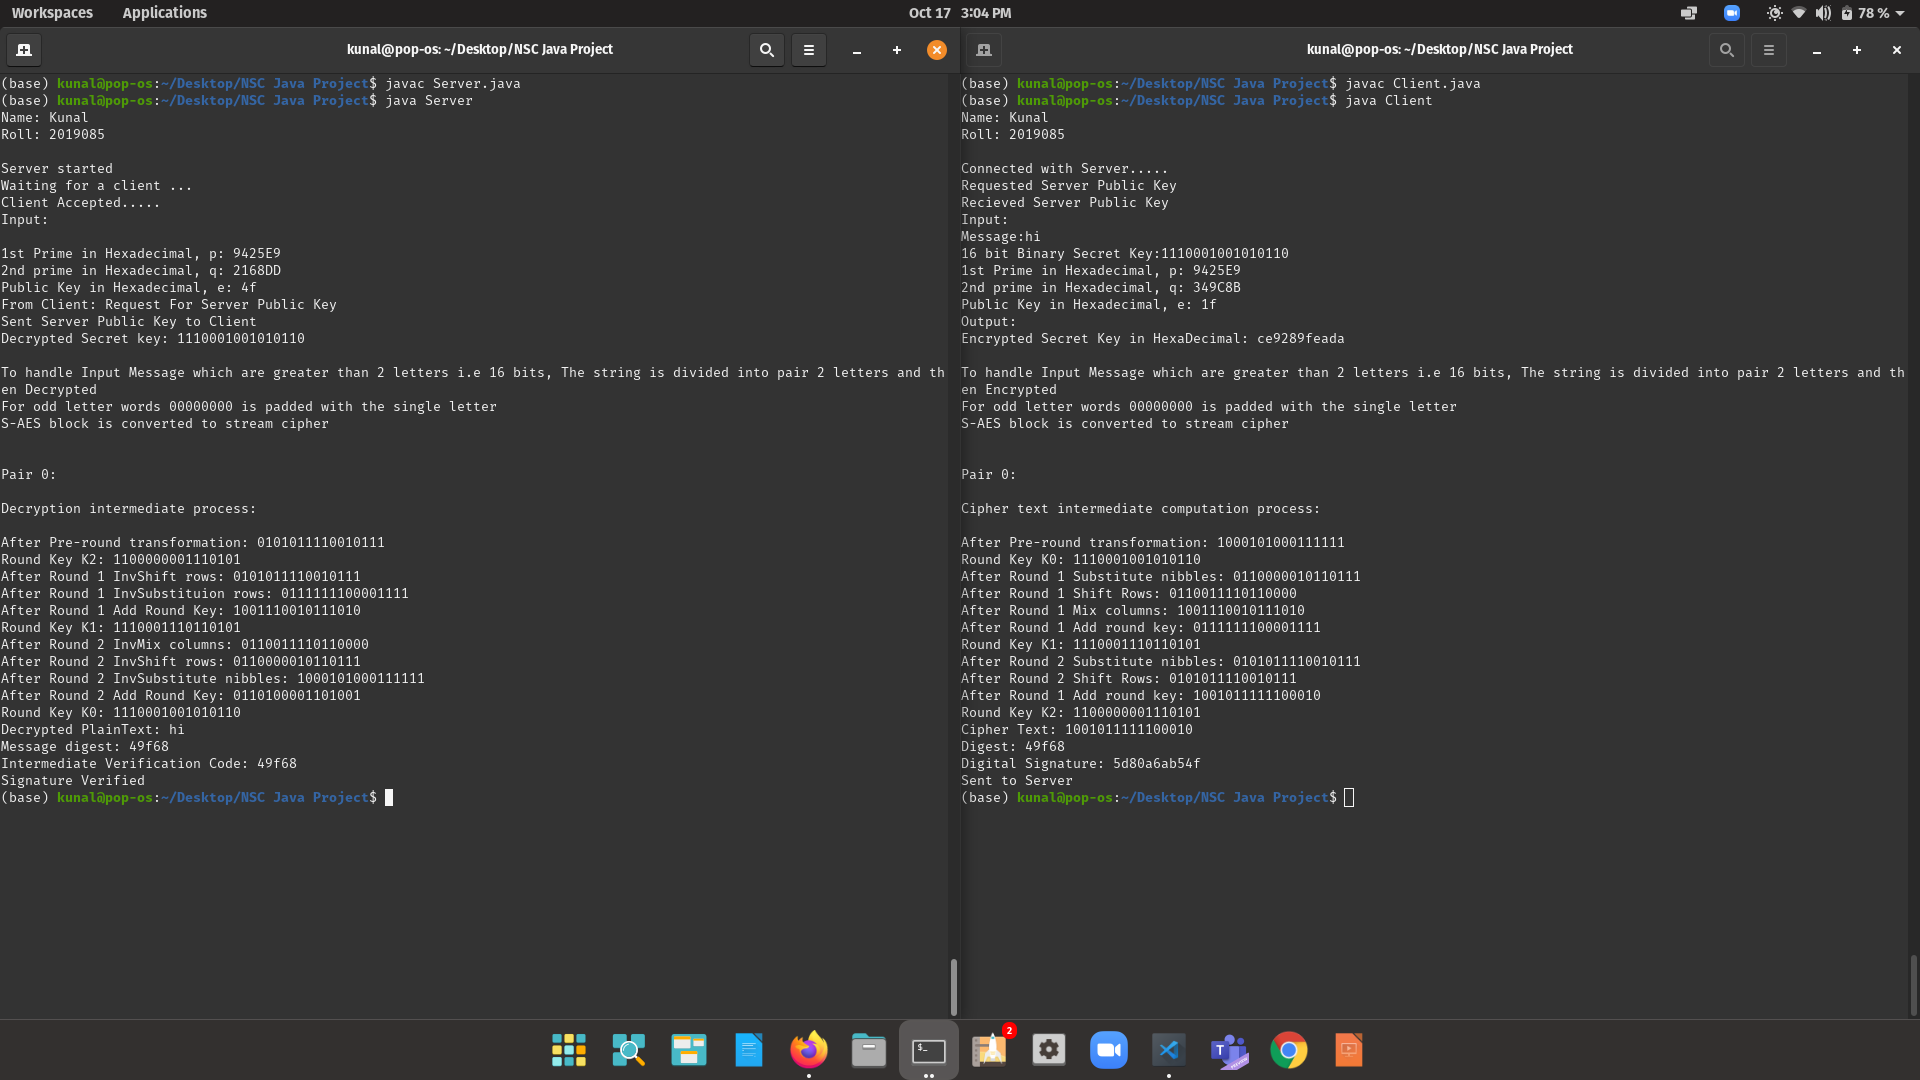 Workspaces Applications Oct 17 3:04 PM 78 %
kunal@pop-os: ~/Desktop/NSC Java Project
(base) kunal@pop-os:~/Desktop/NSC Java Project$ javac Server.java
(base) kunal@pop-os:~/Desktop/NSC Java Project$ java Server
Name: Kunal
Roll: 2019085
Server started
Waiting for a client ...
Client Accepted.....
Input:
1st Prime in Hexadecimal, p: 9425E9
2nd prime in Hexadecimal, q: 2168DD
Public Key in Hexadecimal, e: 4f
From Client: Request For Server Public Key
Sent Server Public Key to Client
Decrypted Secret key: 1110001001010110
To handle Input Message which are greater than 2 letters i.e 16 bits, The string is divided into pair 2 letters and th
en Decrypted
For odd letter words 00000000 is padded with the single letter
S-AES block is converted to stream cipher
Pair 0:
Decryption intermediate process:
After Pre-round transformation: 0101011110010111
Round Key K2: 1100000001110101
After Round 1 InvShift rows: 0101011110010111
After Round 1 InvSubstituion rows: 0111111100001111
After Round 1 Add Round Key: 1001110010111010
Round Key K1: 1110001110110101
After Round 2 InvMix columns: 0110011110110000
After Round 2 InvShift rows: 0110000010110111
After Round 2 InvSubstitute nibbles: 1000101000111111
After Round 2 Add Round Key: 0110100001101001
Round Key K0: 1110001001010110
Decrypted PlainText: hi
Message digest: 49f68
Intermediate Verification Code: 49f68
Signature Verified
(base) kunal@pop-os:~/Desktop/NSC Java Project$
kunal@pop-os: ~/Desktop/NSC Java Project
(base) kunal@pop-os:~/Desktop/NSC Java Project$ javac Client.java
(base) kunal@pop-os:~/Desktop/NSC Java Project$ java Client
Name: Kunal
Roll: 2019085
Connected with Server.....
Requested Server Public Key
Recieved Server Public Key
Input:
Message:hi
16 bit Binary Secret Key:1110001001010110
1st Prime in Hexadecimal, p: 9425E9
2nd prime in Hexadecimal, q: 349C8B
Public Key in Hexadecimal, e: 1f
Output:
Encrypted Secret Key in HexaDecimal: ce9289feada
To handle Input Message which are greater than 2 letters i.e 16 bits, The string is divided into pair 2 letters and th
en Encrypted
For odd letter words 00000000 is padded with the single letter
S-AES block is converted to stream cipher
Pair 0:
Cipher text intermediate computation process:
After Pre-round transformation: 1000101000111111
Round Key K0: 1110001001010110
After Round 1 Substitute nibbles: 0110000010110111
After Round 1 Shift Rows: 0110011110110000
After Round 1 Mix columns: 1001110010111010
After Round 1 Add round key: 0111111100001111
Round Key K1: 1110001110110101
After Round 2 Substitute nibbles: 0101011110010111
After Round 2 Shift Rows: 0101011110010111
After Round 1 Add round key: 1001011111100010
Round Key K2: 1100000001110101
Cipher Text: 1001011111100010
Digest: 49f68
Digital Signature: 5d80a6ab54f
Sent to Server
(base) kunal@pop-os:~/Desktop/NSC Java Project$
2